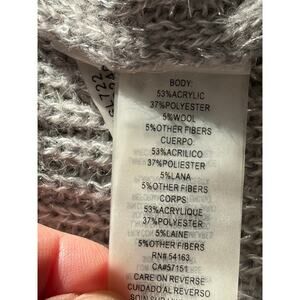 BODY:
53%ACRYLIC
37%POLYESTER
5%WOOL
5%OTHER FIBERS
CUERPO:
53%ACRILICO
37%POLIESTER
5%LANA
5%OTHER FIBERS
CORPS:
53%ACRYLIQUE
37%POLYESTER
5%LAINE
5%OTHER FIBERS
RN# 54163
CA#57151
CARE ON REVERSE
CUIDADO AL REVERSO